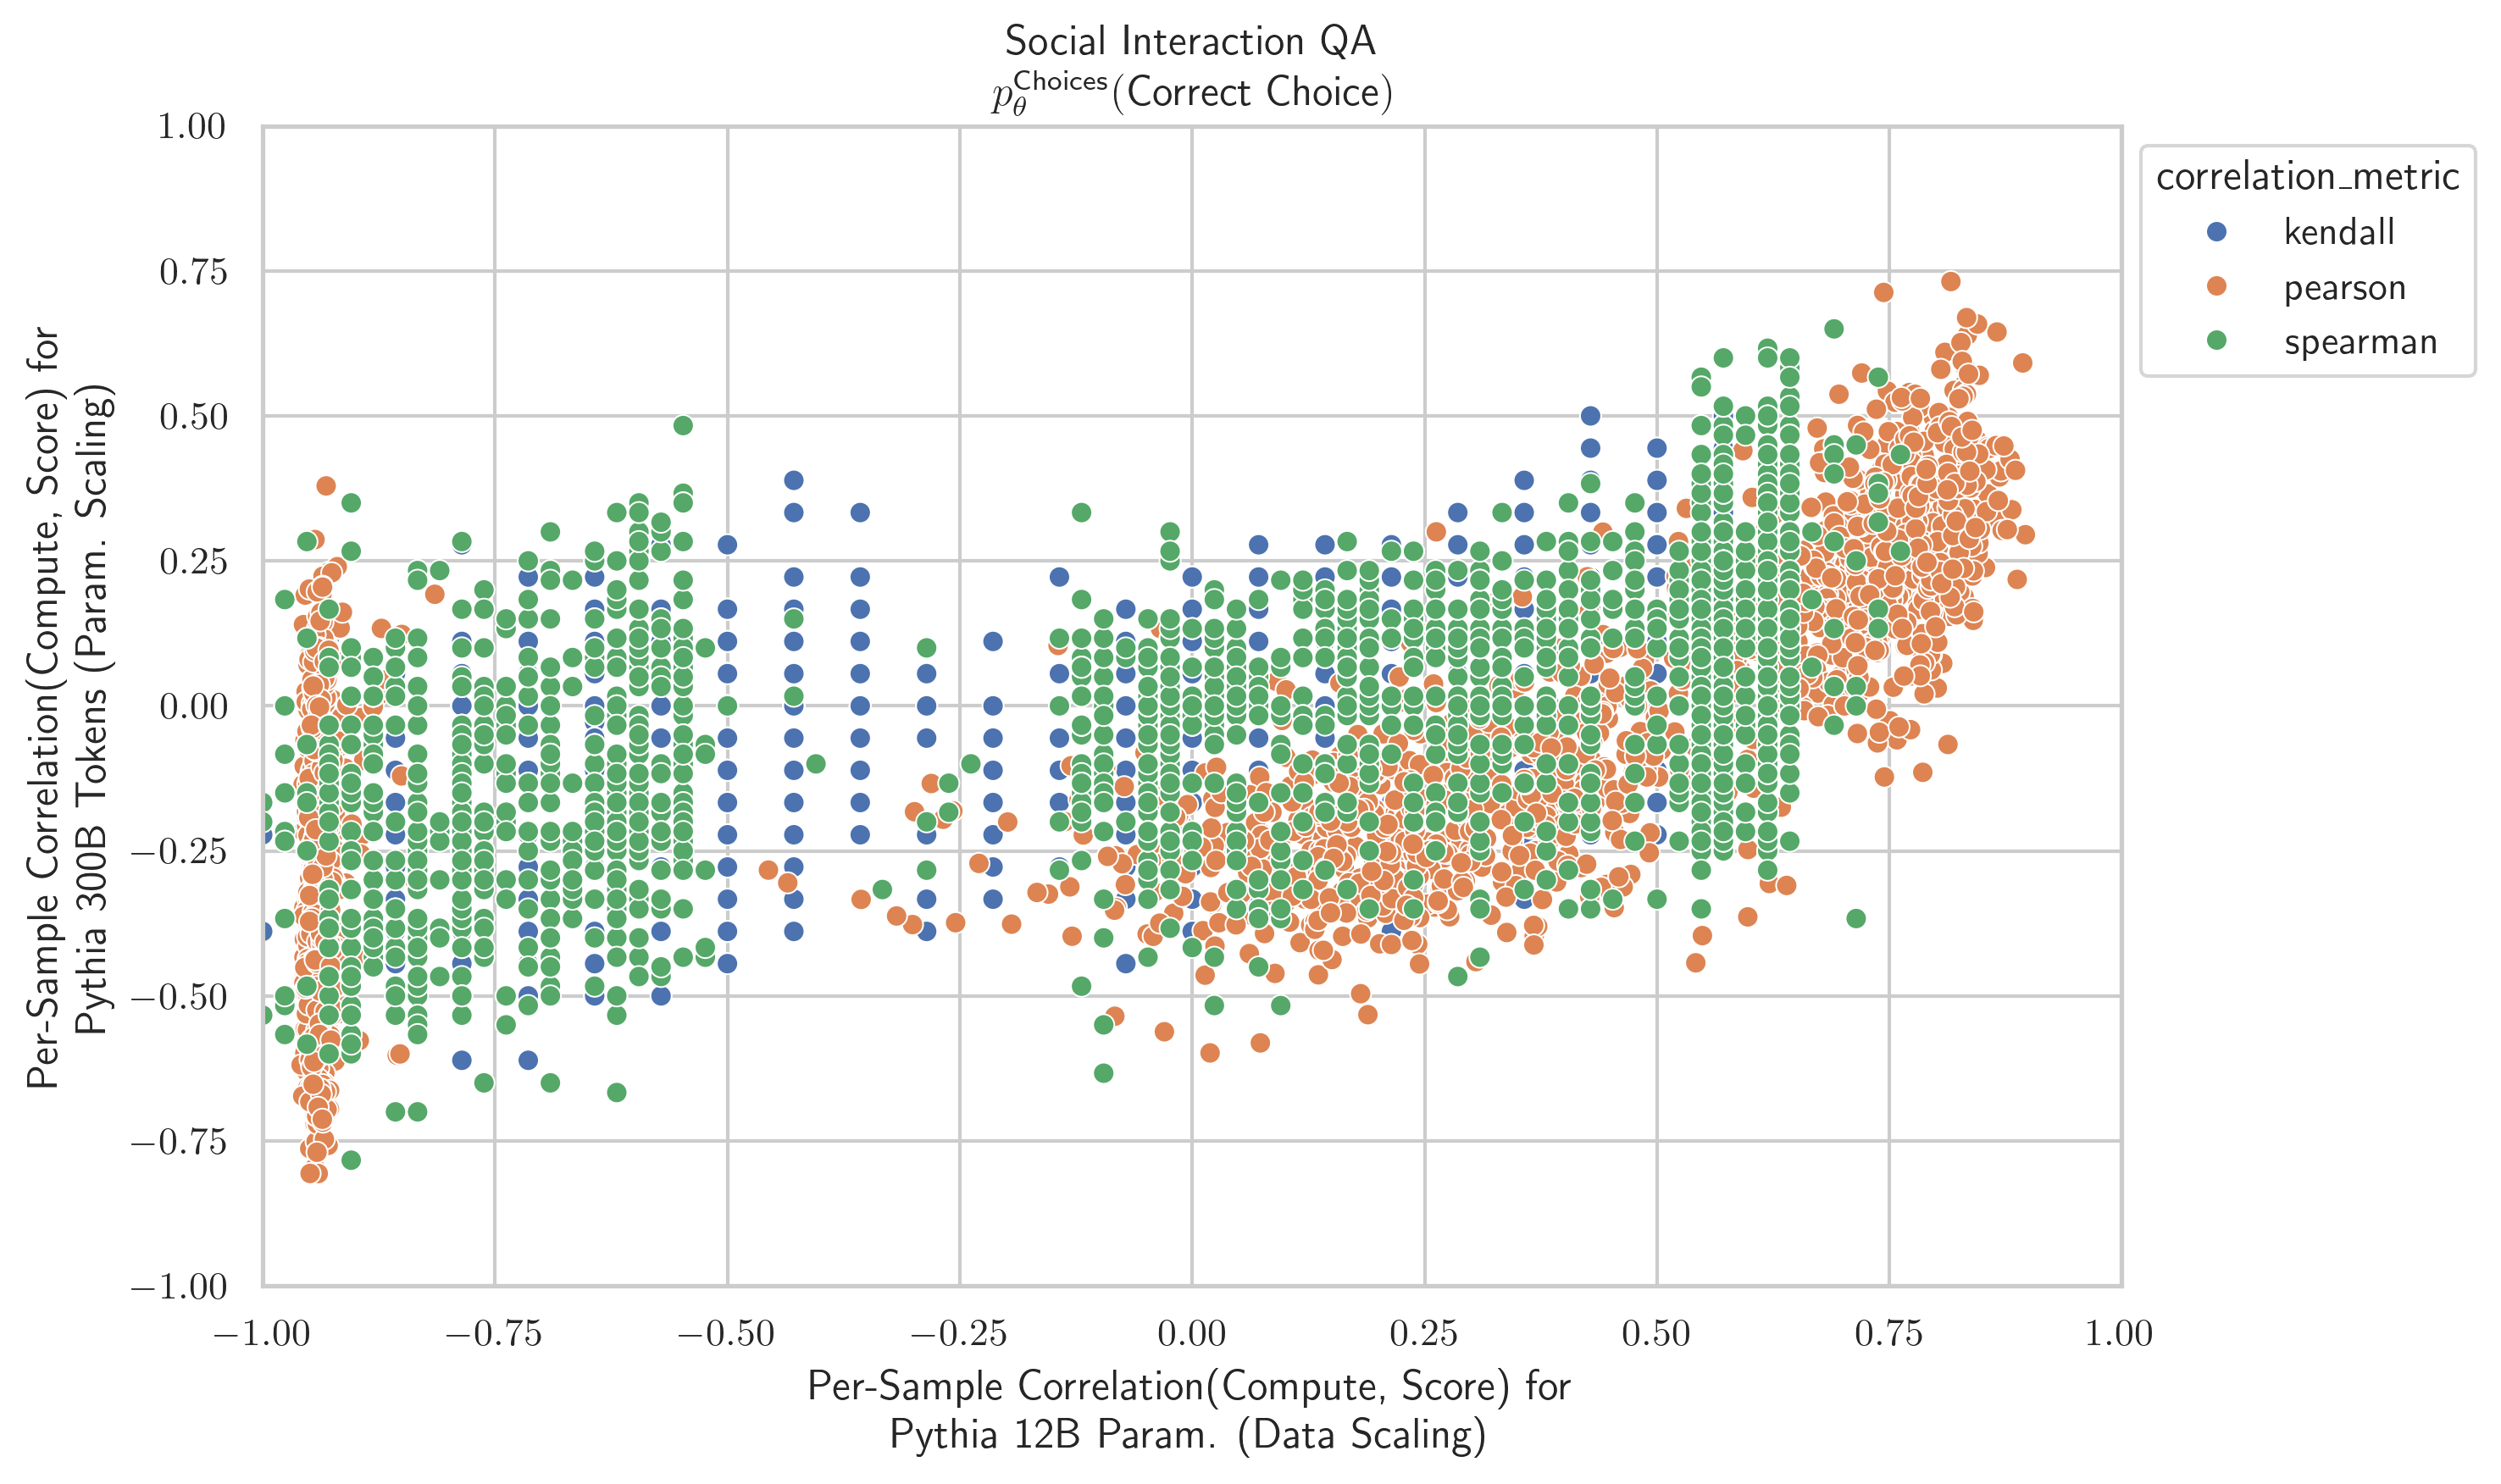 Social Interaction QA
p_θ^Choices(Correct Choice)
1.00
0.75
0.50
0.25
0.00
−0.25
−0.50
−0.75
−1.00
Per-Sample Correlation(Compute, Score) for
Pythia 300B Tokens (Param. Scaling)
−1.00 −0.75 −0.50 −0.25 0.00 0.25 0.50 0.75 1.00
Per-Sample Correlation(Compute, Score) for
Pythia 12B Param. (Data Scaling)
correlation_metric
kendall
pearson
spearman